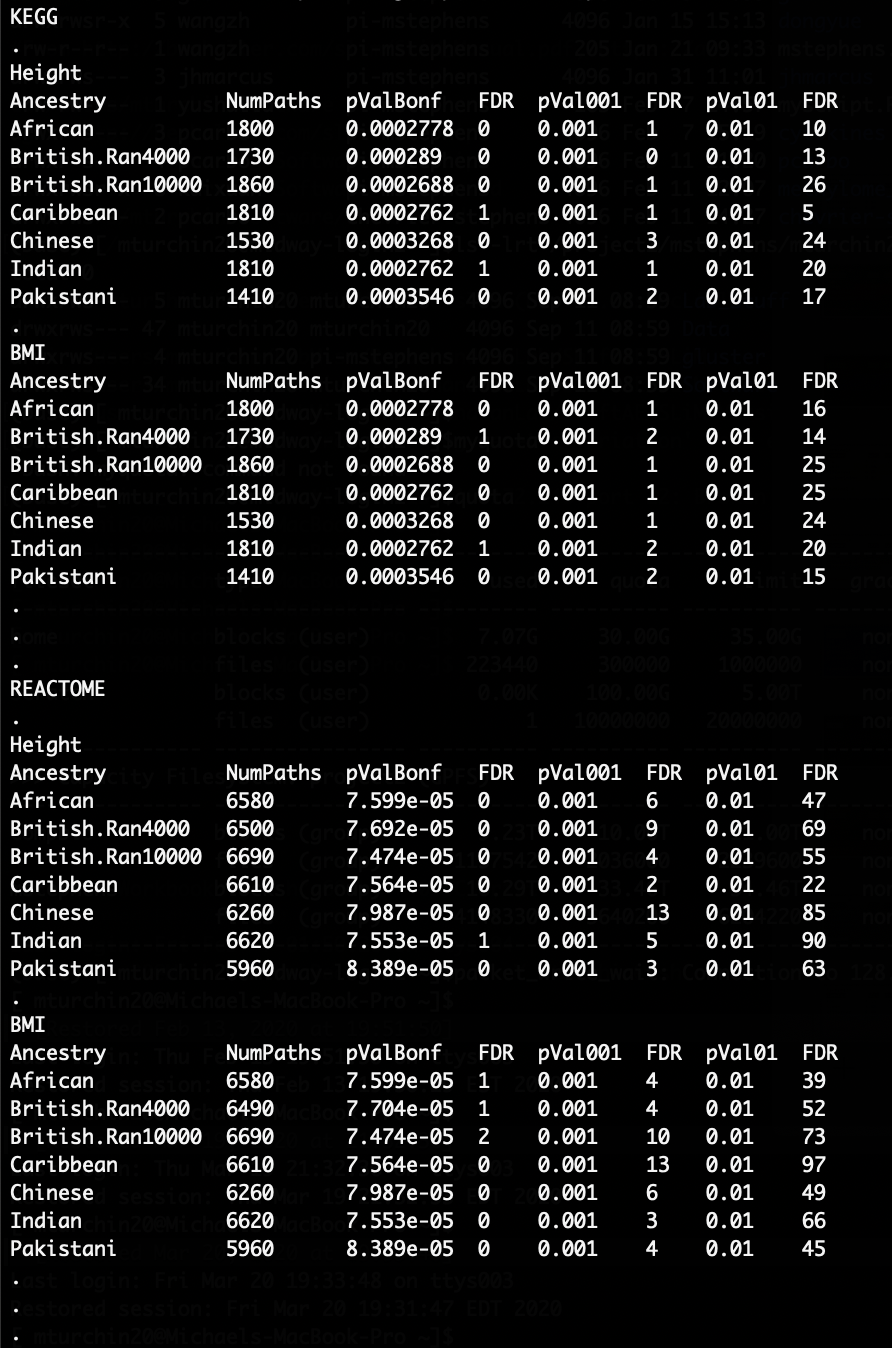 KEGG
.
Height
Ancestry NumPaths pValBonf FDR pVal001 FDR pVal01 FDR
African 1800 0.0002778 0 0.001 1 0.01 10
British.Ran4000 1730 0.000289 0 0.001 0 0.01 13
British.Ran10000 1860 0.0002688 0 0.001 1 0.01 26
Caribbean 1810 0.0002762 1 0.001 1 0.01 5
Chinese 1530 0.0003268 0 0.001 3 0.01 24
Indian 1810 0.0002762 1 0.001 1 0.01 20
Pakistani 1410 0.0003546 0 0.001 2 0.01 17
.
BMI
Ancestry NumPaths pValBonf FDR pVal001 FDR pVal01 FDR
African 1800 0.0002778 0 0.001 1 0.01 16
British.Ran4000 1730 0.000289 1 0.001 2 0.01 14
British.Ran10000 1860 0.0002688 0 0.001 1 0.01 25
Caribbean 1810 0.0002762 0 0.001 1 0.01 25
Chinese 1530 0.0003268 0 0.001 1 0.01 24
Indian 1810 0.0002762 1 0.001 2 0.01 20
Pakistani 1410 0.0003546 0 0.001 2 0.01 15
.
.
.
REACTOME
.
Height
Ancestry NumPaths pValBonf FDR pVal001 FDR pVal01 FDR
African 6580 7.599e-05 0 0.001 6 0.01 47
British.Ran4000 6500 7.692e-05 0 0.001 9 0.01 69
British.Ran10000 6690 7.474e-05 0 0.001 4 0.01 55
Caribbean 6610 7.564e-05 0 0.001 2 0.01 22
Chinese 6260 7.987e-05 0 0.001 13 0.01 85
Indian 6620 7.553e-05 1 0.001 5 0.01 90
Pakistani 5960 8.389e-05 0 0.001 3 0.01 63
.
BMI
Ancestry NumPaths pValBonf FDR pVal001 FDR pVal01 FDR
African 6580 7.599e-05 1 0.001 4 0.01 39
British.Ran4000 6490 7.704e-05 1 0.001 4 0.01 52
British.Ran10000 6690 7.474e-05 2 0.001 10 0.01 73
Caribbean 6610 7.564e-05 0 0.001 13 0.01 97
Chinese 6260 7.987e-05 0 0.001 6 0.01 49
Indian 6620 7.553e-05 0 0.001 3 0.01 66
Pakistani 5960 8.389e-05 0 0.001 4 0.01 45
.
.
.